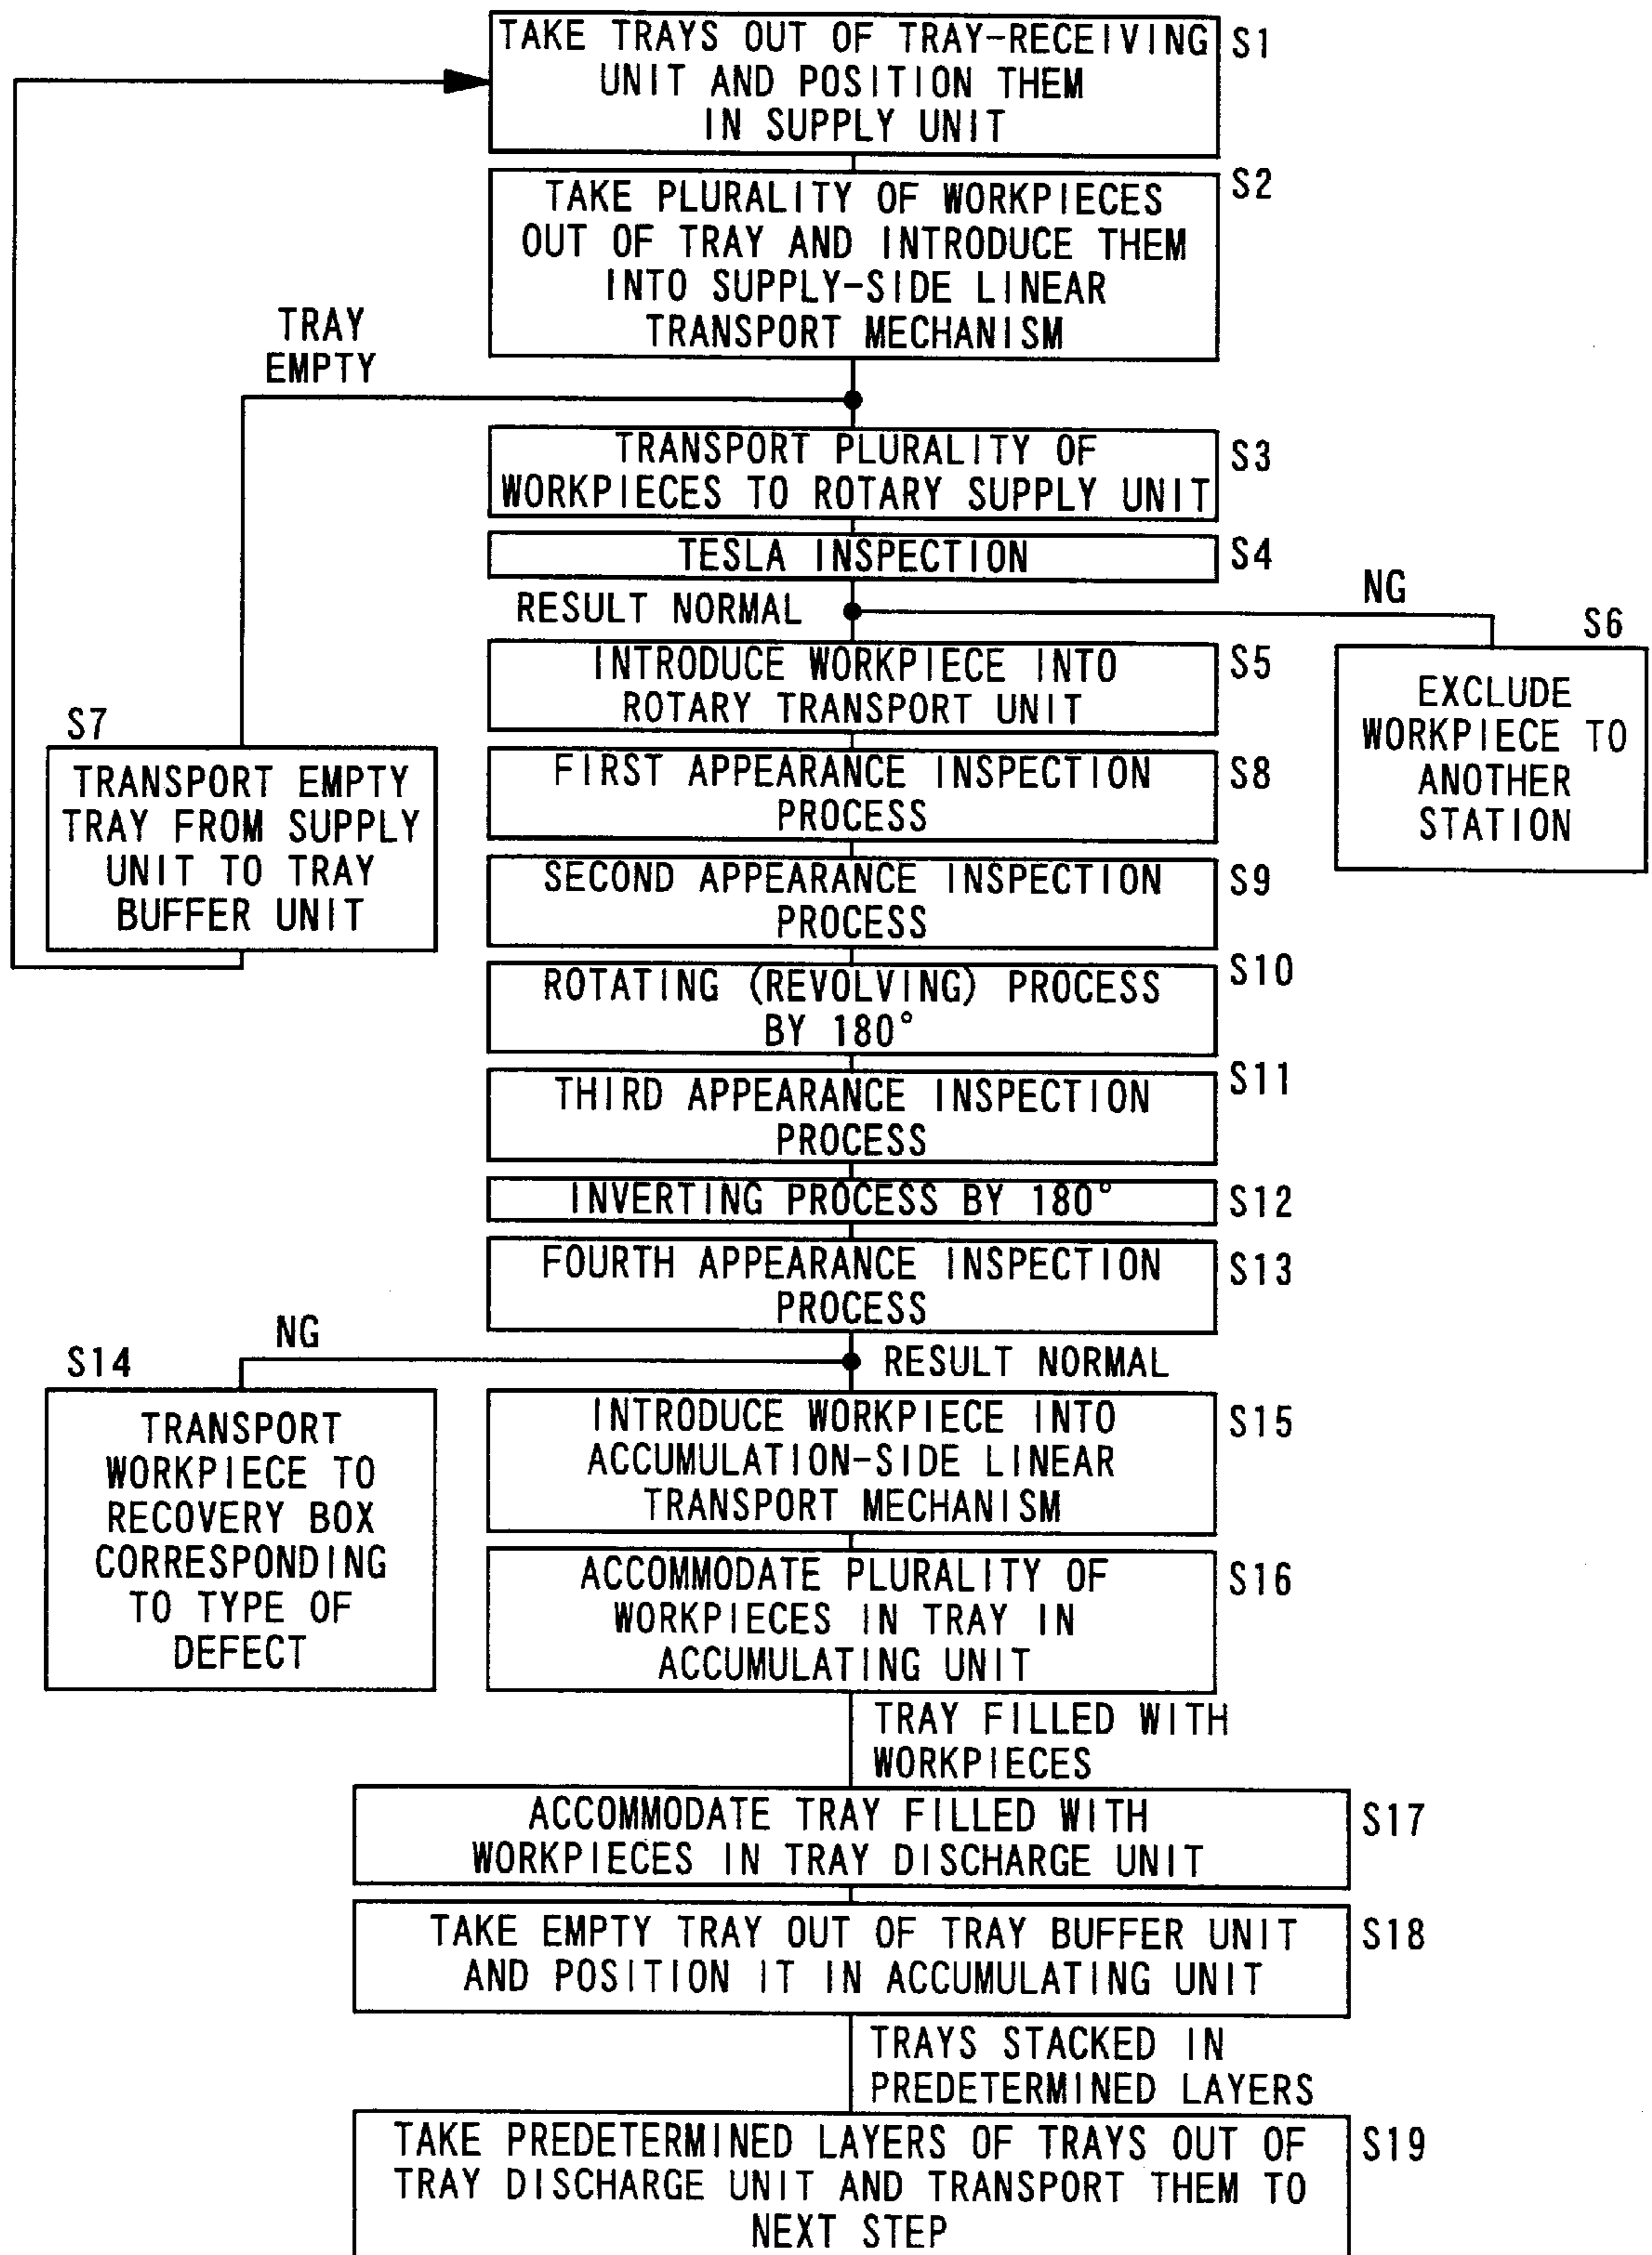 TAKE TRAYS OUT OF TRAY-RECEIVING
UNIT AND POSITION THEM
IN SUPPLY UNIT
S1
TAKE PLURALITY OF WORKPIECES
OUT OF TRAY AND INTRODUCE THEM
INTO SUPPLY-SIDE LINEAR
TRANSPORT MECHANISM
S2
TRAY
EMPTY
TRANSPORT PLURALITY OF
WORKPIECES TO ROTARY SUPPLY UNIT
S3
TESLA INSPECTION
S4
RESULT NORMAL
NG
INTRODUCE WORKPIECE INTO
ROTARY TRANSPORT UNIT
S5
S6
EXCLUDE
WORKPIECE TO
ANOTHER
STATION
S7
TRANSPORT EMPTY
TRAY FROM SUPPLY
UNIT TO TRAY
BUFFER UNIT
FIRST APPEARANCE INSPECTION
PROCESS
S8
SECOND APPEARANCE INSPECTION
PROCESS
S9
ROTATING (REVOLVING) PROCESS
BY 180°
S10
THIRD APPEARANCE INSPECTION
PROCESS
S11
INVERTING PROCESS BY 180°
S12
FOURTH APPEARANCE INSPECTION
PROCESS
S13
NG
RESULT NORMAL
S14
TRANSPORT
WORKPIECE TO
RECOVERY BOX
CORRESPONDING
TO TYPE OF
DEFECT
INTRODUCE WORKPIECE INTO
ACCUMULATION-SIDE LINEAR
TRANSPORT MECHANISM
S15
ACCOMMODATE PLURALITY OF
WORKPIECES IN TRAY IN
ACCUMULATING UNIT
S16
TRAY FILLED WITH
WORKPIECES
ACCOMMODATE TRAY FILLED WITH
WORKPIECES IN TRAY DISCHARGE UNIT
S17
TAKE EMPTY TRAY OUT OF TRAY BUFFER UNIT
AND POSITION IT IN ACCUMULATING UNIT
S18
TRAYS STACKED IN
PREDETERMINED LAYERS
TAKE PREDETERMINED LAYERS OF TRAYS OUT OF
TRAY DISCHARGE UNIT AND TRANSPORT THEM TO
NEXT STEP
S19